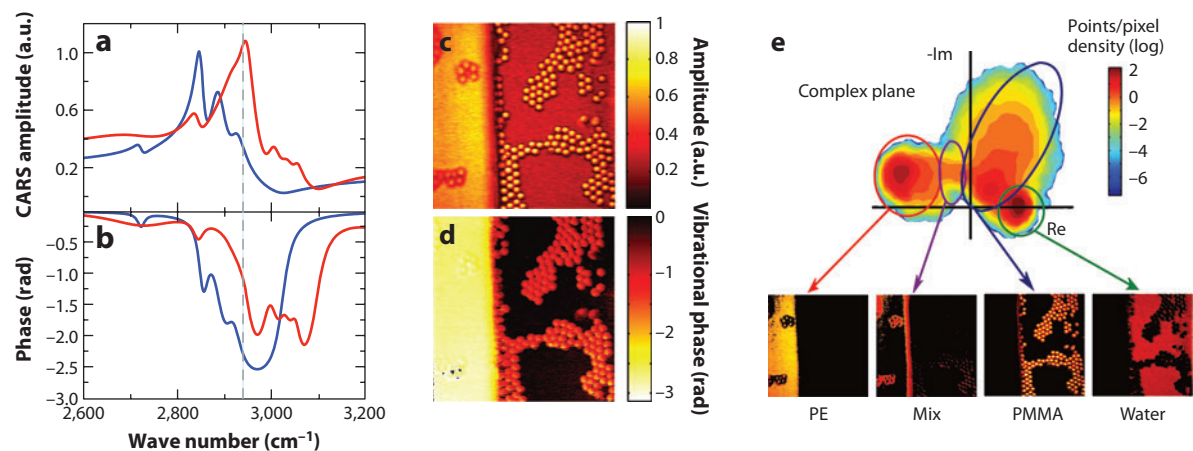 a
CARS amplitude (a.u.)
1.0
0.6
0.2
b
Phase (rad)
−0.5
−1.0
−1.5
−2.0
−2.5
−3.0
2,600
2,800
3,000
3,200
Wave number (cm−1)
c
1
0.8
0.6
0.4
0.2
0
Amplitude (a.u.)
d
0
−1
−2
−3
Vibrational phase (rad)
e
Complex plane
-Im
Re
Points/pixel
density (log)
2
0
−2
−4
−6
PE
Mix
PMMA
Water